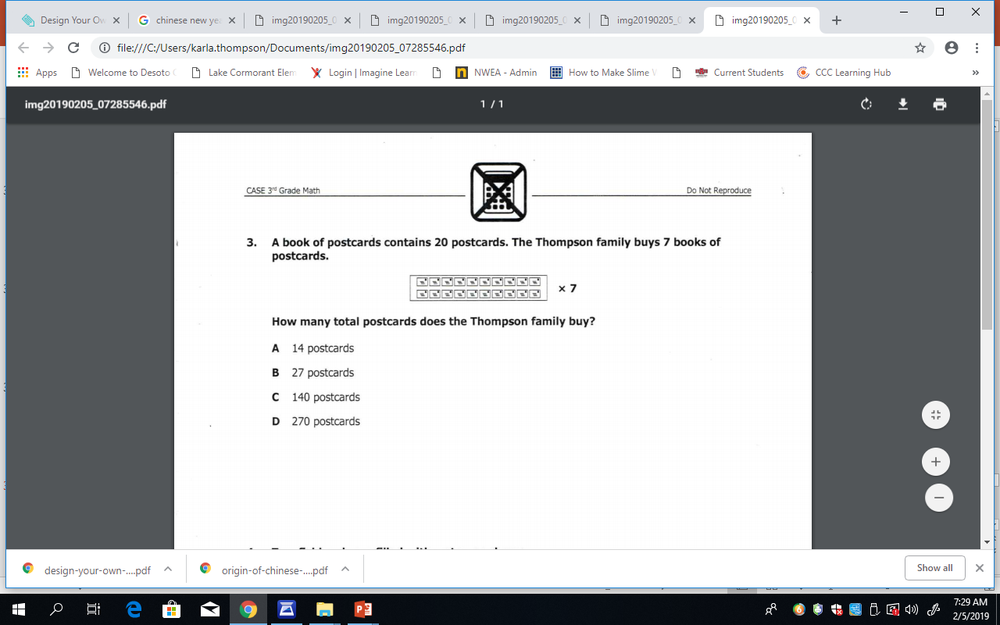 Design Your Ow
chinese new yea
img20190205_0
img20190205_0
img20190205_0
img20190205_0
img20190205_0
file:///C:/Users/karla.thompson/Documents/img20190205_07285546.pdf
Apps
Welcome to Desoto C
Lake Cormorant Elem
Login | Imagine Learn
NWEA - Admin
How to Make Slime V
Current Students
CCC Learning Hub
»
img20190205_07285546.pdf
1 / 1
CASE 3rd Grade Math
Do Not Reproduce
3. A book of postcards contains 20 postcards. The Thompson family buys 7 books of
postcards.
× 7
How many total postcards does the Thompson family buy?
A 14 postcards
B 27 postcards
C 140 postcards
D 270 postcards
design-your-own-....pdf
origin-of-chinese-....pdf
Show all
7:29 AM
2/5/2019